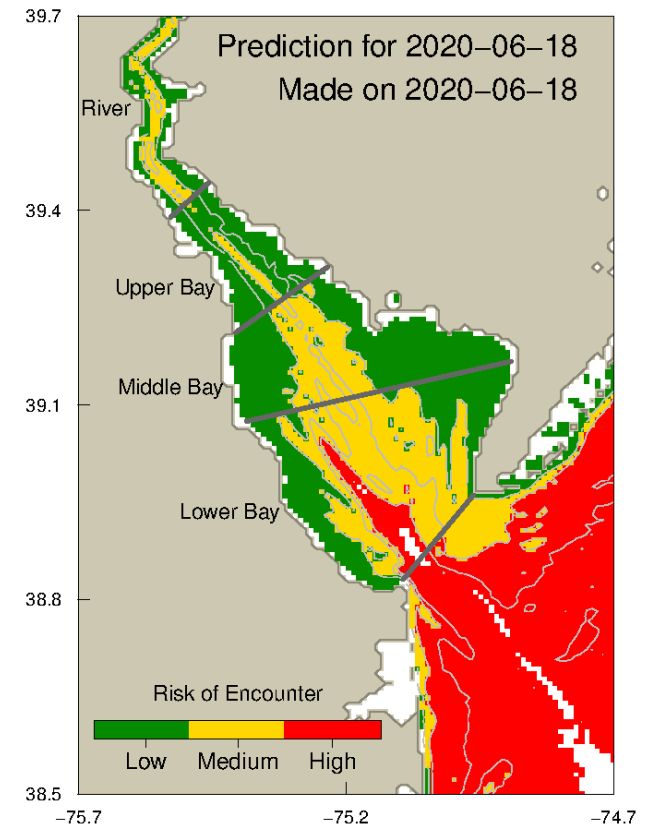 39.7
Prediction for 2020−06−18
Made on 2020−06−18
River
39.4
Upper Bay
Middle Bay
39.1
Lower Bay
38.8
Risk of Encounter
Low Medium High
38.5
−75.7 −75.2 −74.7